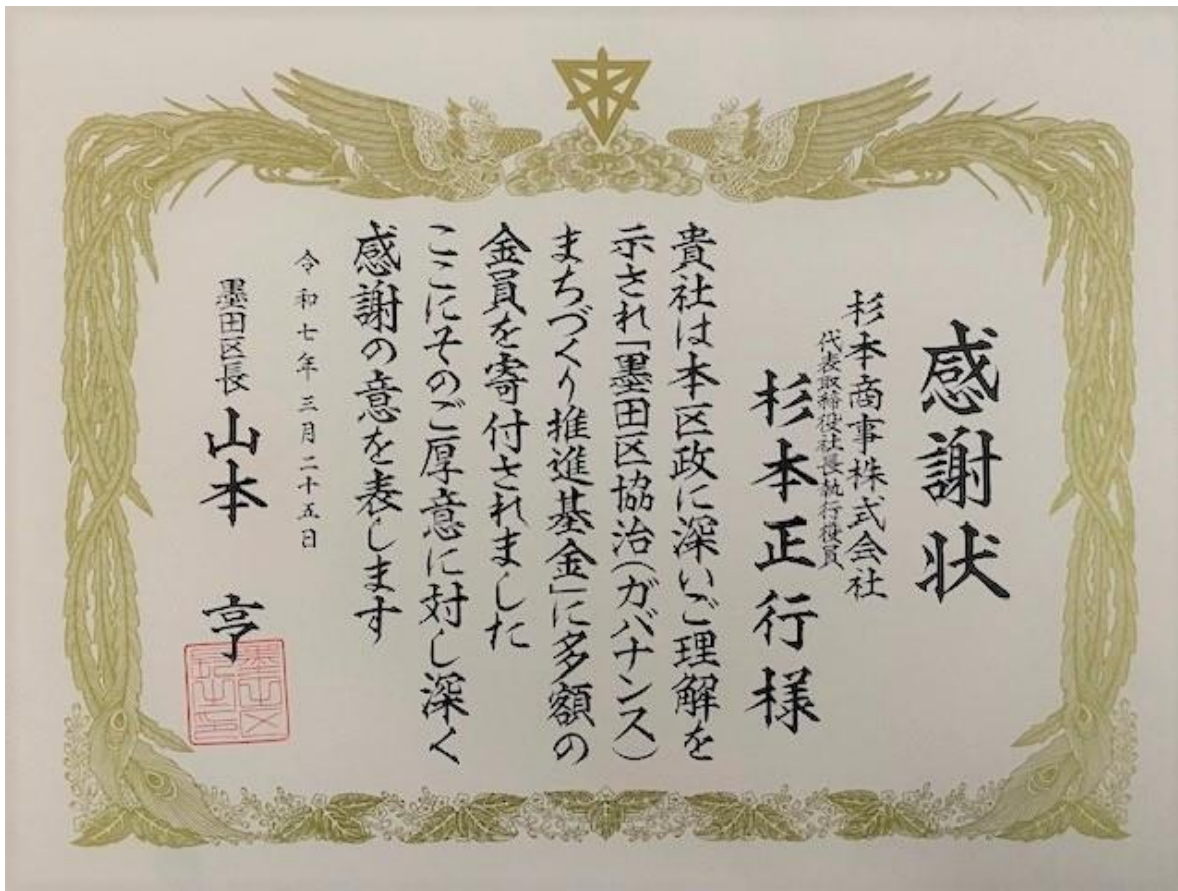 感謝状
杉本商事株式会社
代表取締役社長執行役員
杉本正行様
貴社は本区政に深いご理解を
示され「墨田区協治(ガバナンス)
まちづくり推進基金」に多額の
金員を寄付されました
ここにそのご厚意に対し深く
感謝の意を表します
令和七年三月二十五日
墨田区長 山本 亨